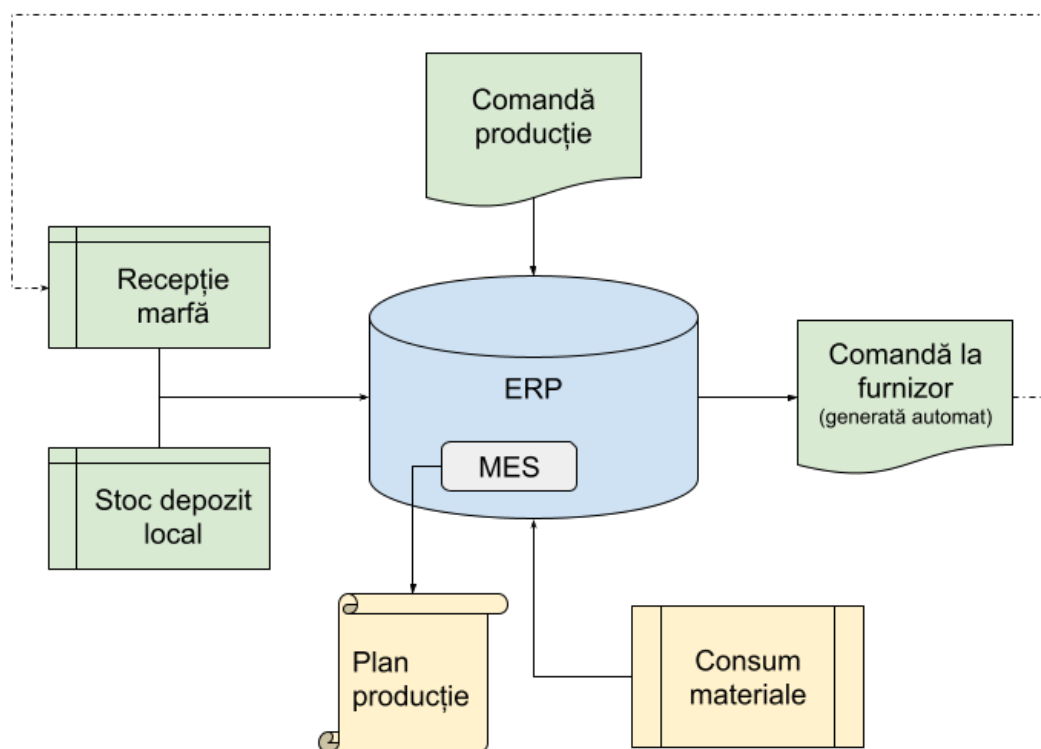 Comandă
producție
Recepție
marfă
ERP
Comandă la
furnizor
(generată automat)
MES
Stoc depozit
local
Plan
producție
Consum
materiale